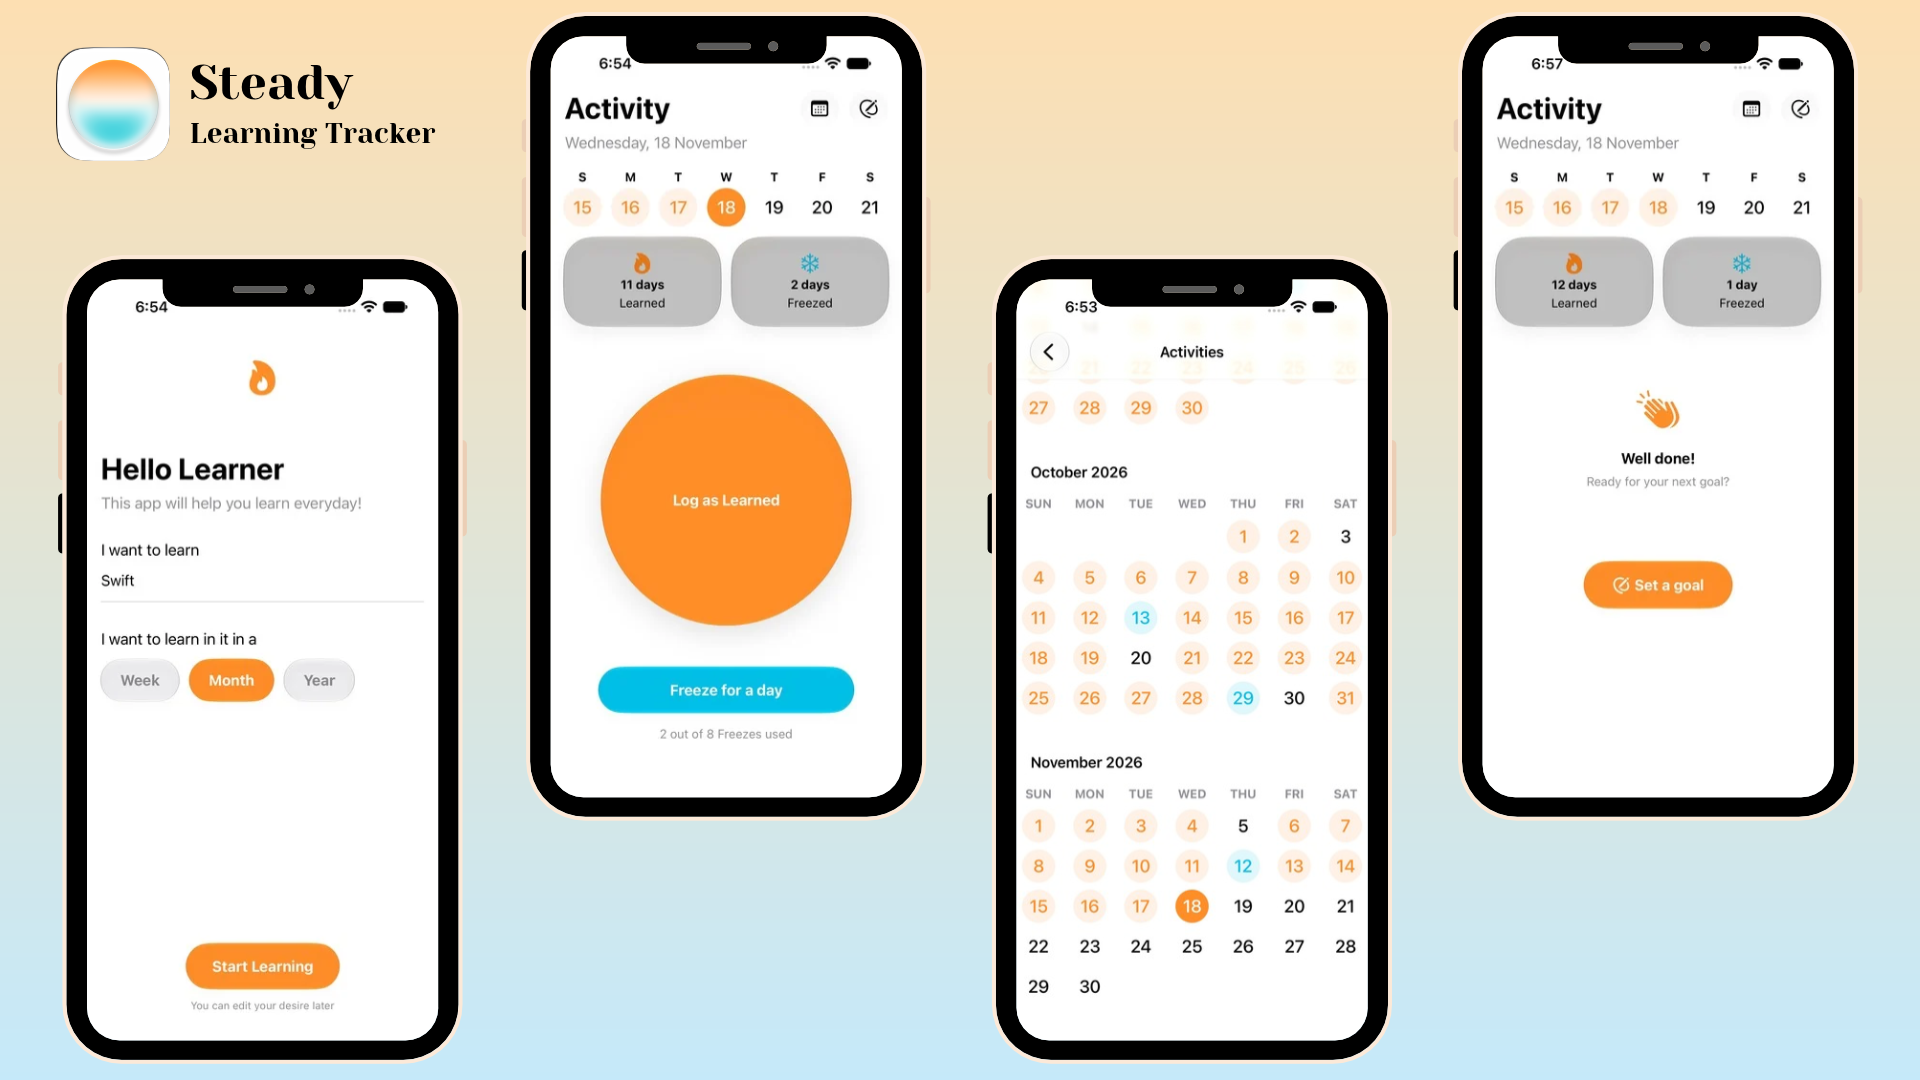 Steady
Learning Tracker
6:54
Hello Learner
This app will help you learn everyday!
I want to learn
Swift
I want to learn in it in a
Week Month Year
Start Learning
You can edit your desire later
6:54
Activity
Wednesday, 18 November
S M T W T F S
15 16 17 18 19 20 21
11 days
Learned
2 days
Freezed
Log as Learned
Freeze for a day
2 out of 8 Freezes used
6:53
Activities
27 28 29 30
October 2026
SUN MON TUE WED THU FRI SAT
1 2 3
4 5 6 7 8 9 10
11 12 13 14 15 16 17
18 19 20 21 22 23 24
25 26 27 28 29 30 31
November 2026
SUN MON TUE WED THU FRI SAT
1 2 3 4 5 6 7
8 9 10 11 12 13 14
15 16 17 18 19 20 21
22 23 24 25 26 27 28
29 30
6:57
Activity
Wednesday, 18 November
S M T W T F S
15 16 17 18 19 20 21
12 days
Learned
1 day
Freezed
Well done!
Ready for your next goal?
Set a goal